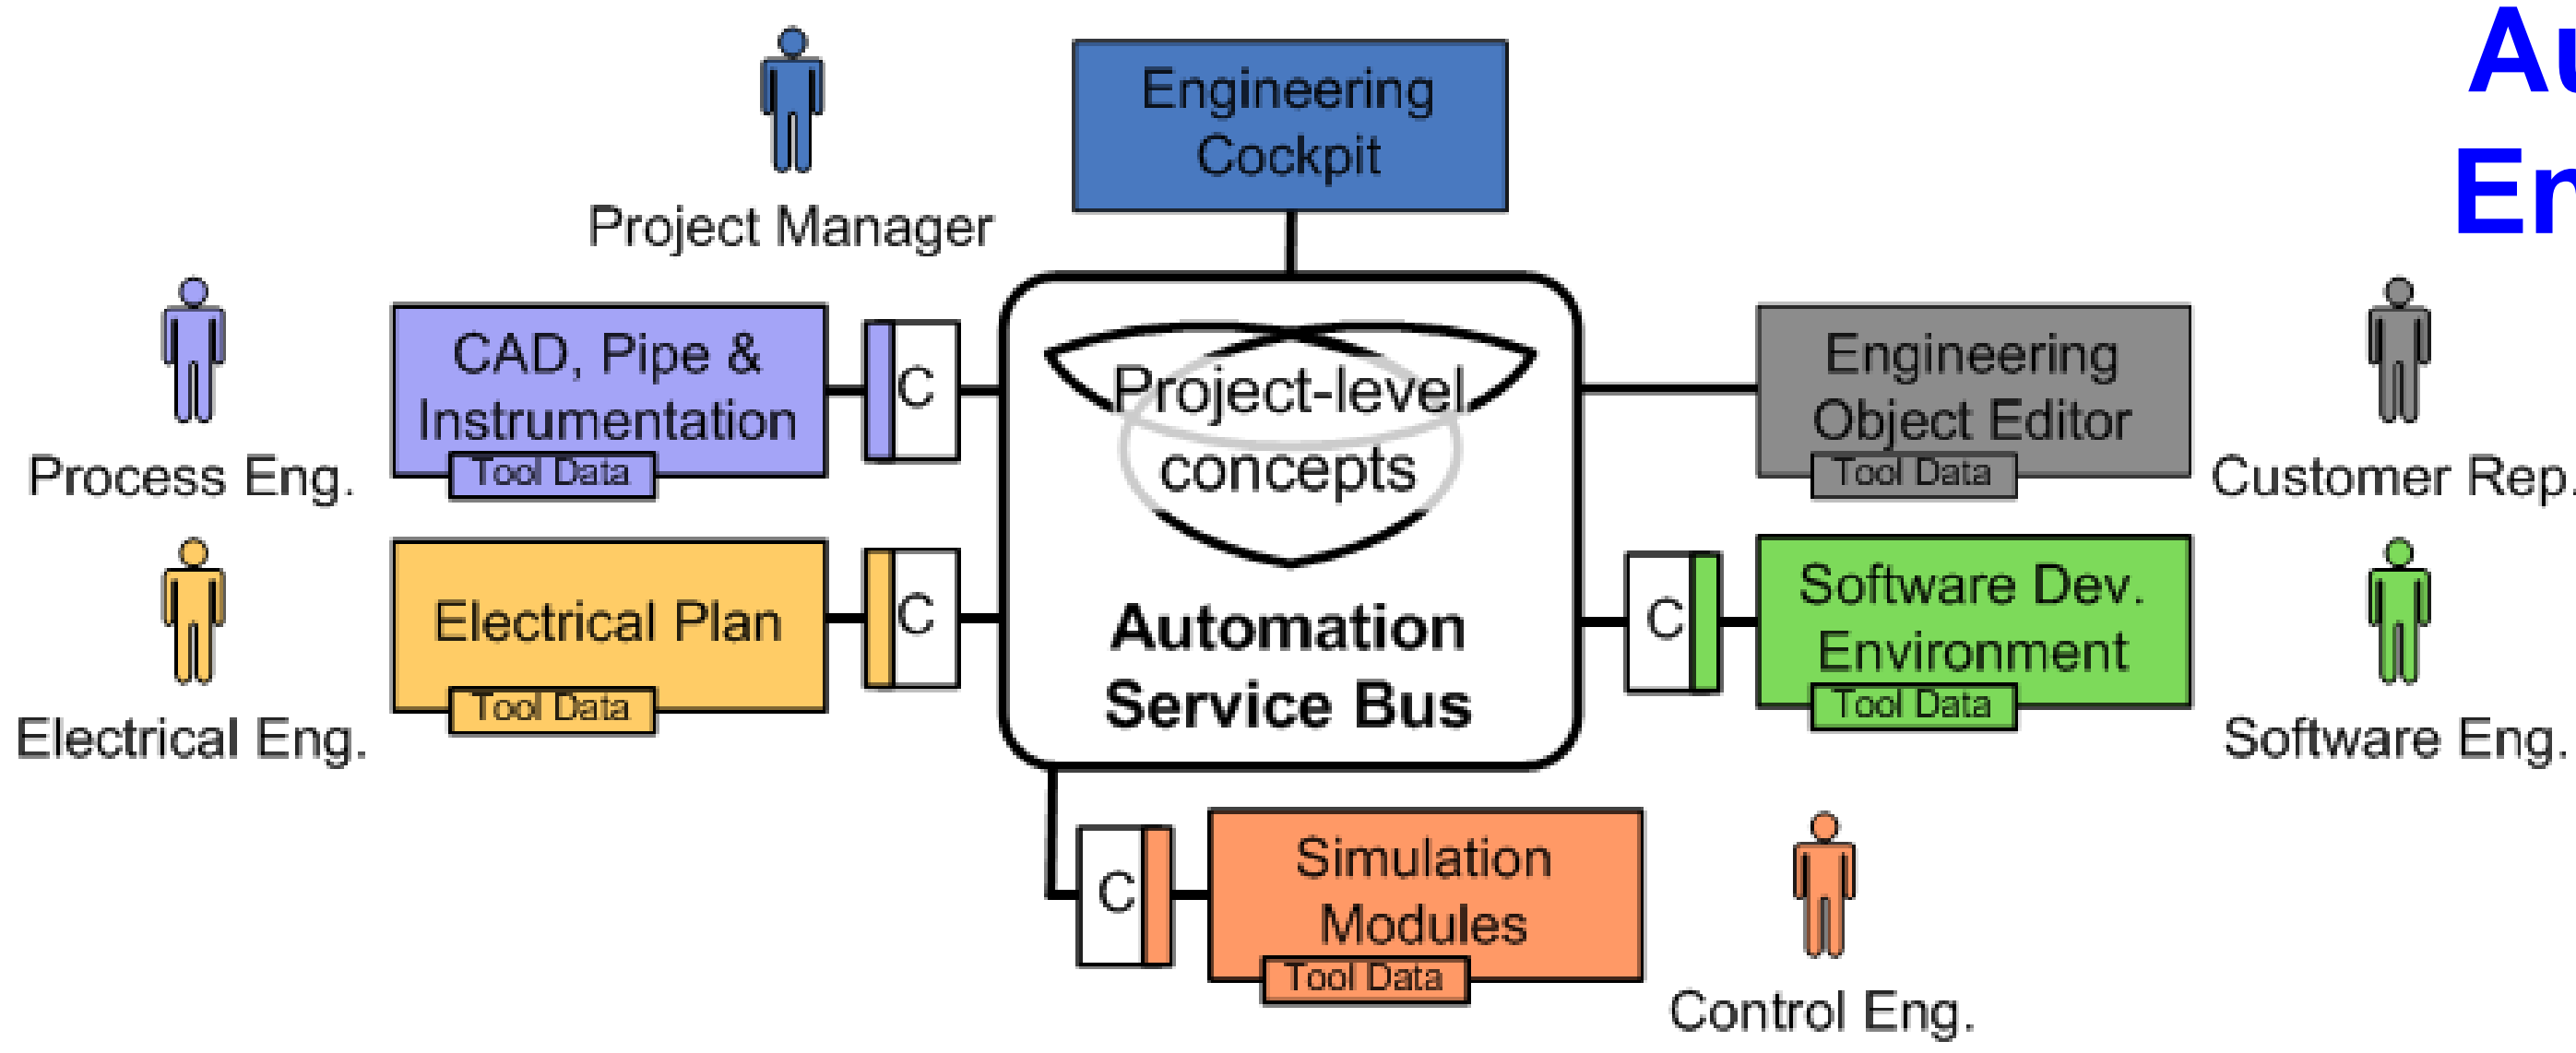 Au
En
Engineering
Cockpit
Project Manager
CAD, Pipe &
Instrumentation
Tool Data
C
Process Eng.
Project-level
concepts
Automation
Service Bus
Engineering
Object Editor
Tool Data
Customer Rep.
Electrical Plan
Tool Data
C
Electrical Eng.
C
Software Dev.
Environment
Tool Data
Software Eng.
C
Simulation
Modules
Tool Data
Control Eng.